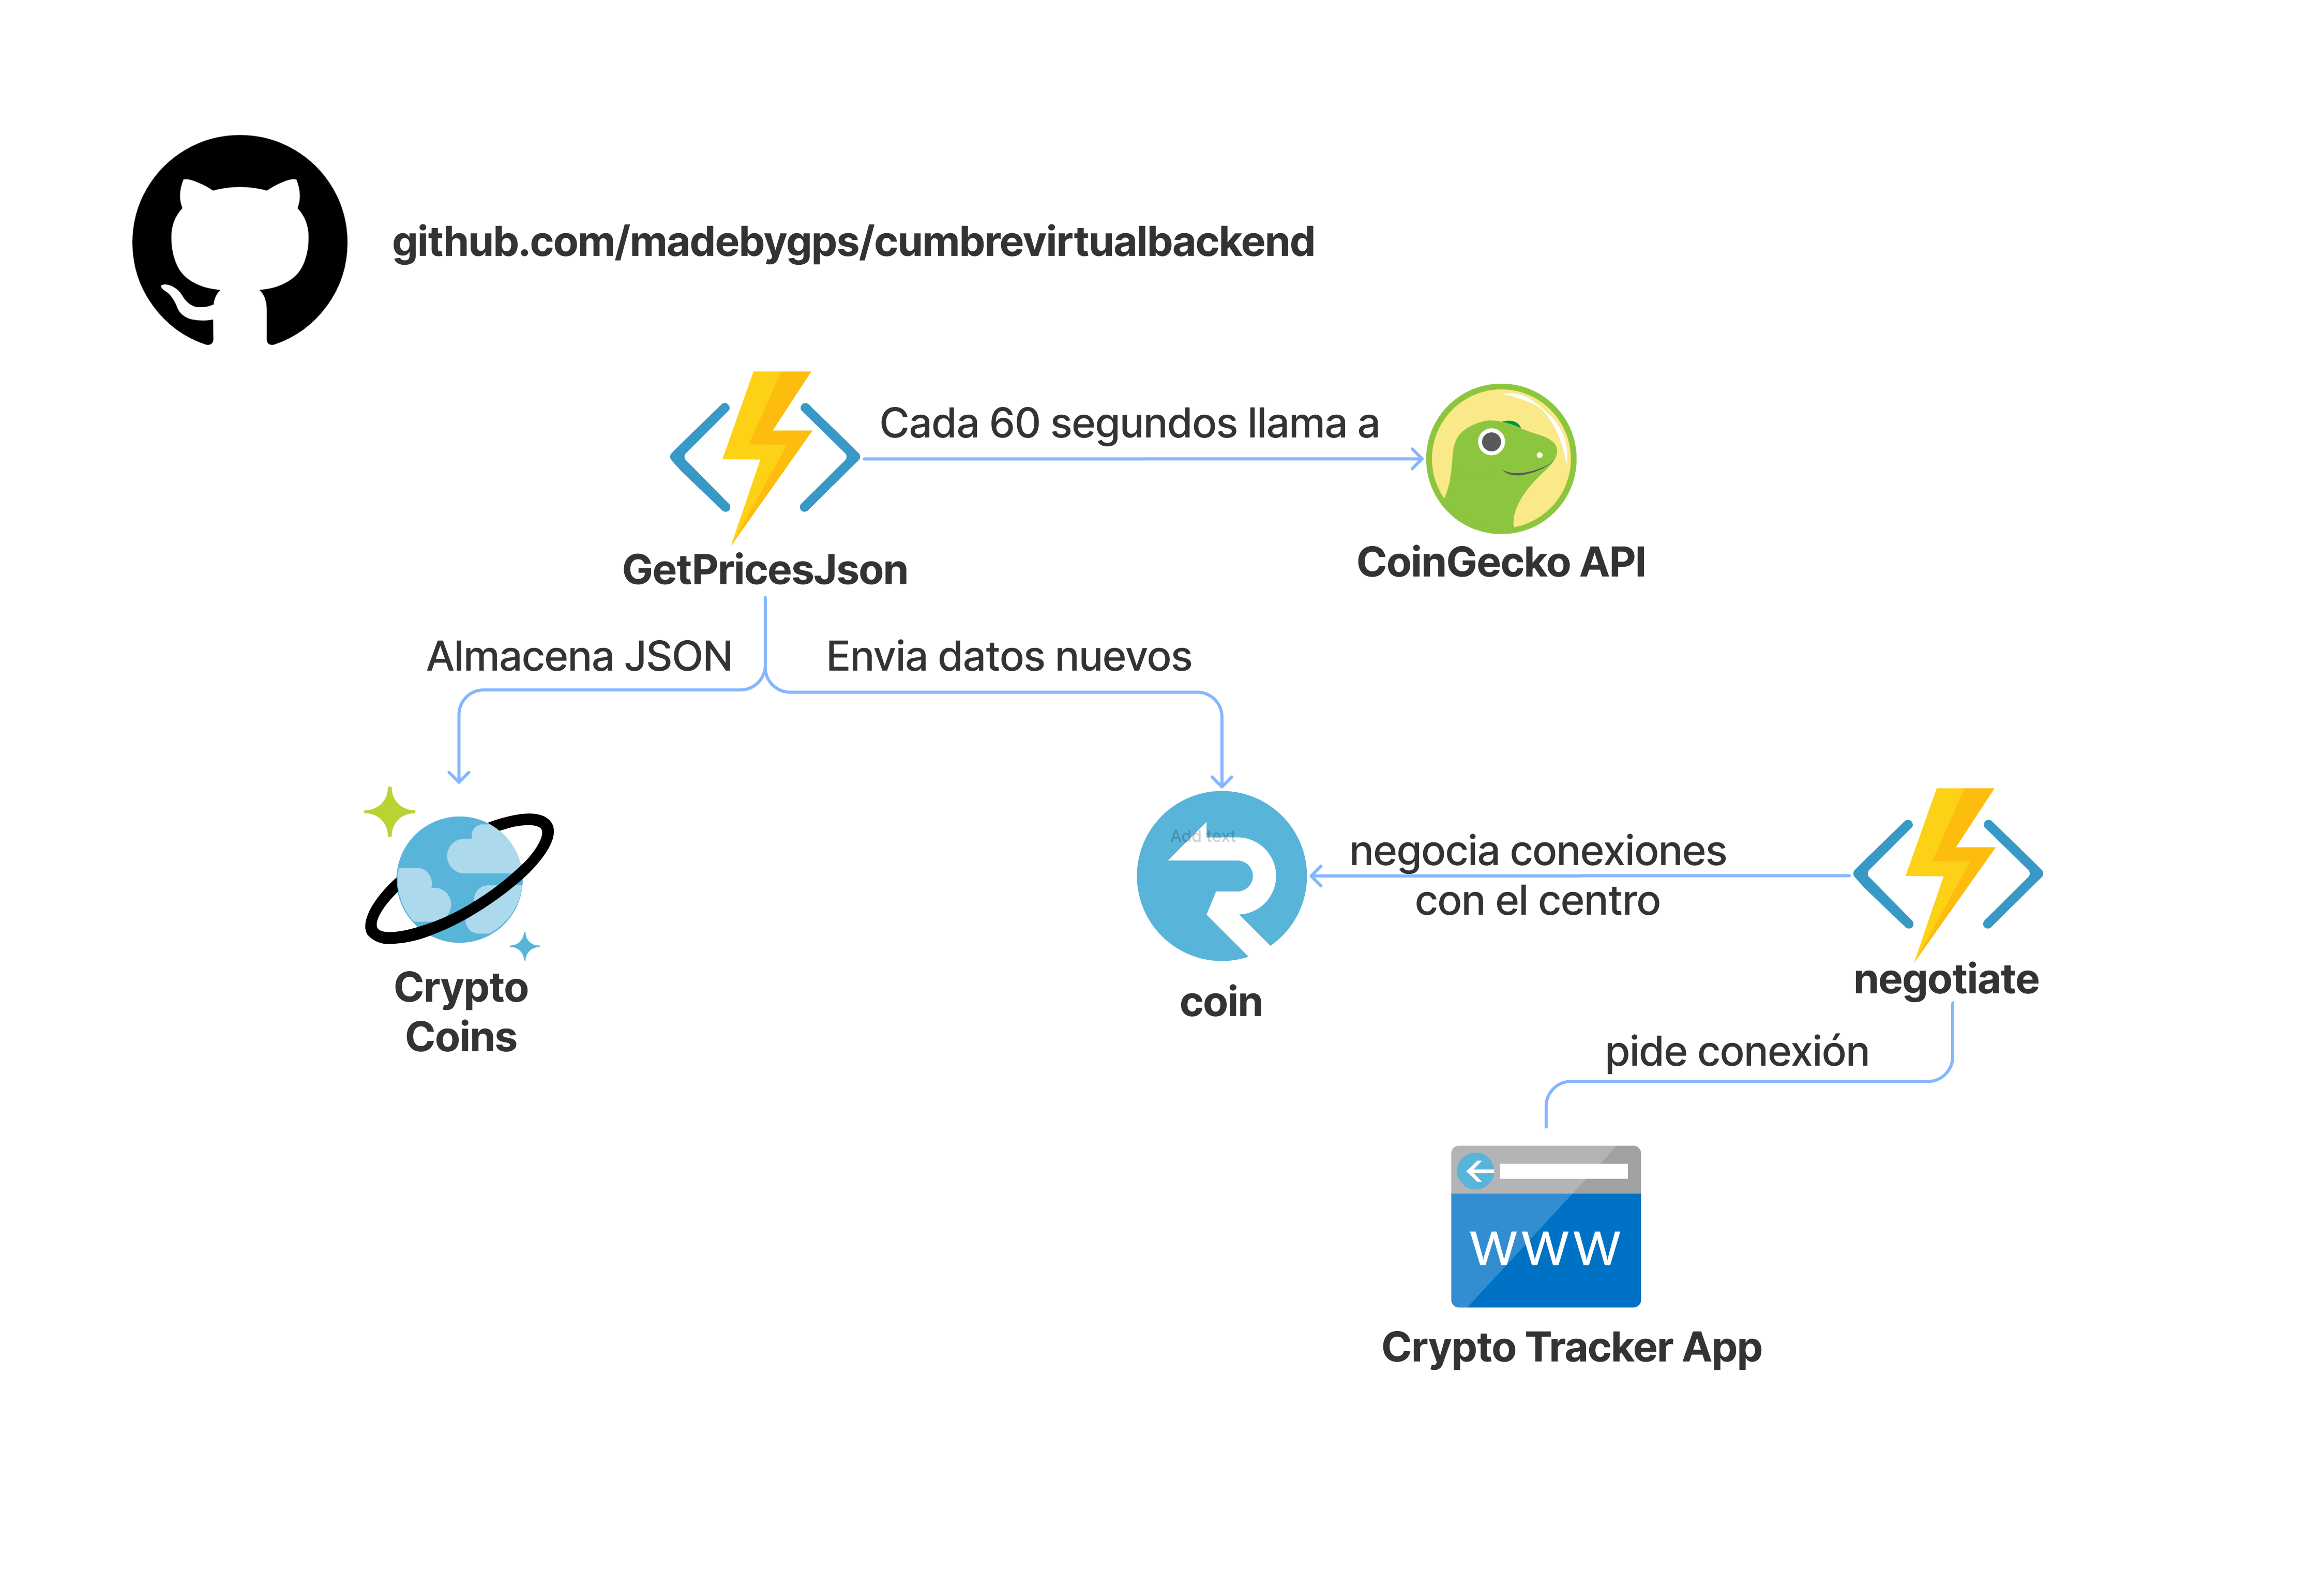 github.com/madebygps/cumbrevirtualbackend
Cada 60 segundos llama a
GetPricesJson
CoinGecko API
Almacena JSON
Envia datos nuevos
Add text
negocia conexiones
con el centro
Crypto
Coins
coin
negotiate
pide conexión
www
Crypto Tracker App